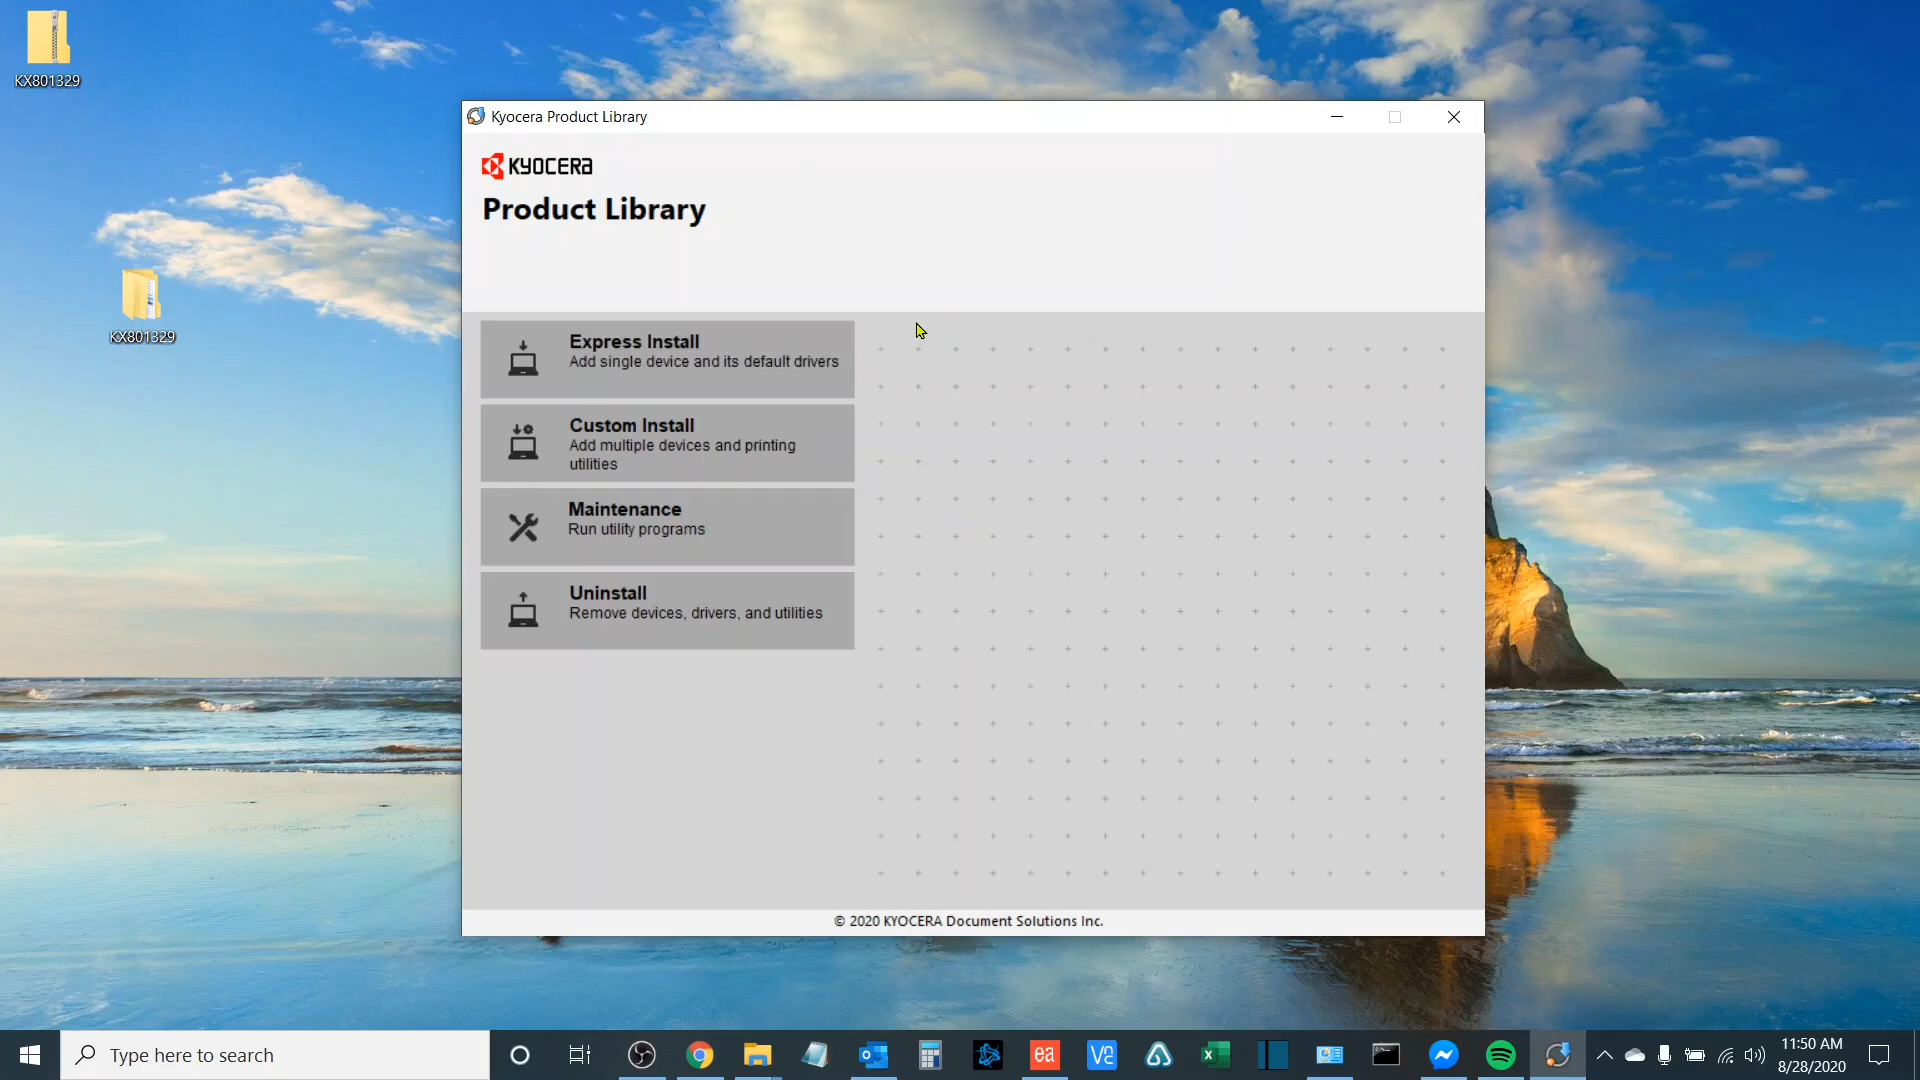 KX801329
KX801329
Kyocera Product Library
KYOCERA
Product Library
Express Install
Add single device and its default drivers
Custom Install
Add multiple devices and printing
utilities
Maintenance
Run utility programs
Uninstall
Remove devices, drivers, and utilities
© 2020 KYOCERA Document Solutions Inc.
Type here to search
ea
V2
11:50 AM
8/28/2020